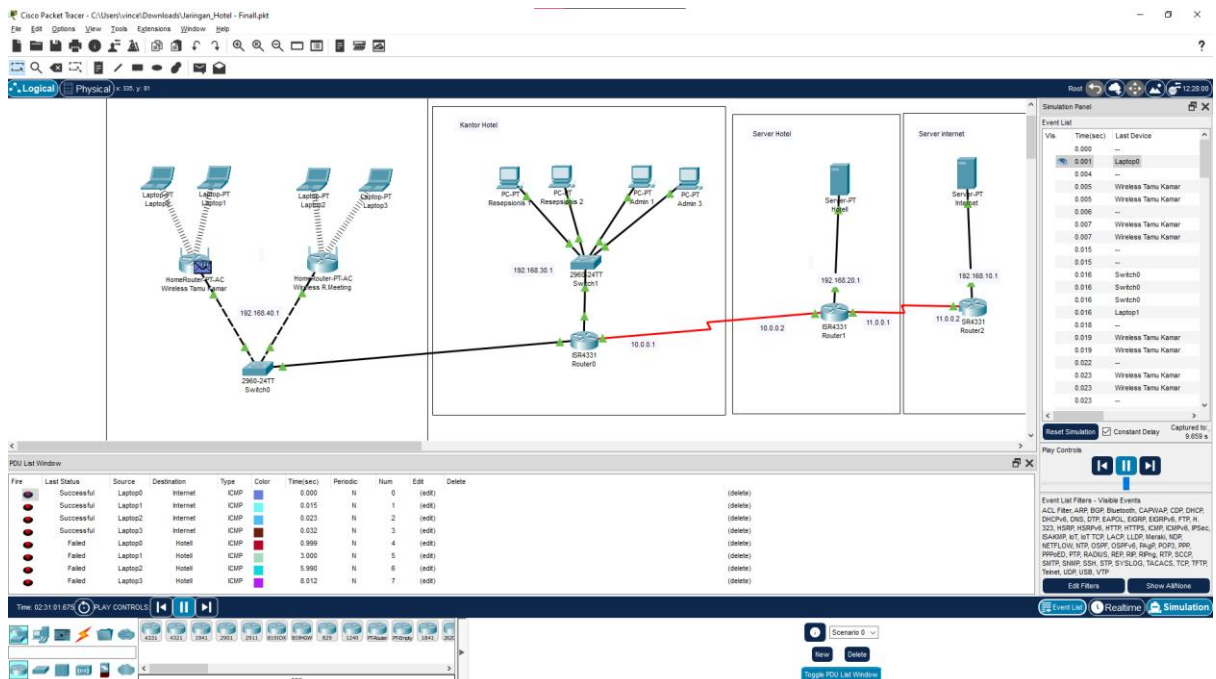 Cisco Packet Tracer - C:\Users\vince\Downloads\Jaringan_Hotel - Finall.pkt
File Edit Options View Tools Extensions Window Help
?
Logical Physical x: 335, y: 81
Root 12:28:00
Kantor Hotel
Server Hotel
Server internet
Laptop-PT
Laptop0
Laptop-PT
Laptop1
Laptop-PT
Laptop2
Laptop-PT
Laptop3
PC-PT
Resepsionis 1
PC-PT
Resepsionis 2
PC-PT
Admin 1
PC-PT
Admin 3
Server-PT
Hotell
Server-PT
Internet
HomeRouter-PT-AC
Wireless Tamu Kamar
HomeRouter-PT-AC
Wireless R.Meeting
192.168.40.1
192.168.30.1
2960-24TT
Switch1
192.168.20.1
192.168.10.1
2960-24TT
Switch0
ISR4331
Router0
10.0.0.1
10.0.0.2
ISR4331
Router1
11.0.0.1
11.0.0.2
ISR4331
Router2
Simulation Panel
Event List
Vis. Time(sec) Last Device
0.000 --
0.001 Laptop0
0.004 --
0.005 Wireless Tamu Kamar
0.005 Wireless Tamu Kamar
0.006 --
0.007 Wireless Tamu Kamar
0.007 Wireless Tamu Kamar
0.015 --
0.015 --
0.016 Switch0
0.016 Switch0
0.016 Switch0
0.016 Laptop1
0.018 --
0.019 Wireless Tamu Kamar
0.019 Wireless Tamu Kamar
0.022 --
0.023 Wireless Tamu Kamar
0.023 Wireless Tamu Kamar
0.023 --
Reset Simulation Constant Delay Captured to:
9.659 s
Play Controls
Event List Filters - Visible Events
ACL Filter, ARP, BGP, Bluetooth, CAPWAP, CDP, DHCP,
DHCPv6, DNS, DTP, EAPOL, EIGRP, EIGRPv6, FTP, H.
323, HSRP, HSRPv6, HTTP, HTTPS, ICMP, ICMPv6, IPSec,
ISAKMP, IoT, IoT TCP, LACP, LLDP, Meraki, NDP,
NETFLOW, NTP, OSPF, OSPFv6, PAgP, POP3, PPP,
PPPoED, PTP, RADIUS, REP, RIP, RIPng, RTP, SCCP,
SMTP, SNMP, SSH, STP, SYSLOG, TACACS, TCP, TFTP,
Telnet, UDP, USB, VTP
Edit Filters Show All/None
PDU List Window
Fire Last Status Source Destination Type Color Time(sec) Periodic Num Edit Delete
Successful Laptop0 Internet ICMP 0.000 N 0 (edit) (delete)
Successful Laptop1 Internet ICMP 0.015 N 1 (edit) (delete)
Successful Laptop2 Internet ICMP 0.023 N 2 (edit) (delete)
Successful Laptop3 Internet ICMP 0.032 N 3 (edit) (delete)
Failed Laptop0 Hotell ICMP 0.999 N 4 (edit) (delete)
Failed Laptop1 Hotell ICMP 3.000 N 5 (edit) (delete)
Failed Laptop2 Hotell ICMP 5.990 N 6 (edit) (delete)
Failed Laptop3 Hotell ICMP 8.012 N 7 (edit) (delete)
Time: 02:31:01.675 PLAY CONTROLS:
Event List Realtime Simulation
4331 4321 1941 2901 2911 819IOX 819HGW 829 1240 PT-Router PT-Empty 1841
Scenario 0
New Delete
Toggle PDU List Window